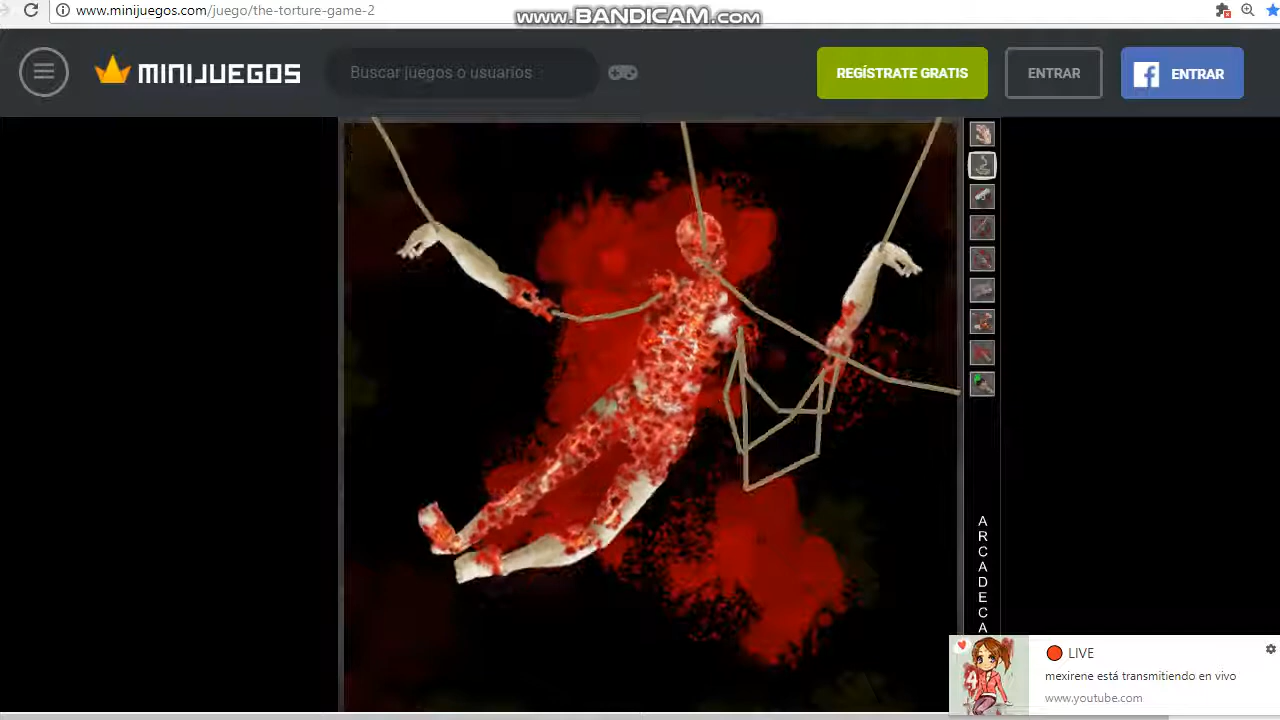 www.minijuegos.com/juego/the-torture-game-2
WWW.BANDICAM.COM
MINIJUEGOS
Buscar juegos o usuarios
REGÍSTRATE GRATIS
ENTRAR
ENTRAR
ARCADECA
LIVE
mexirene está transmitiendo en vivo
www.youtube.com